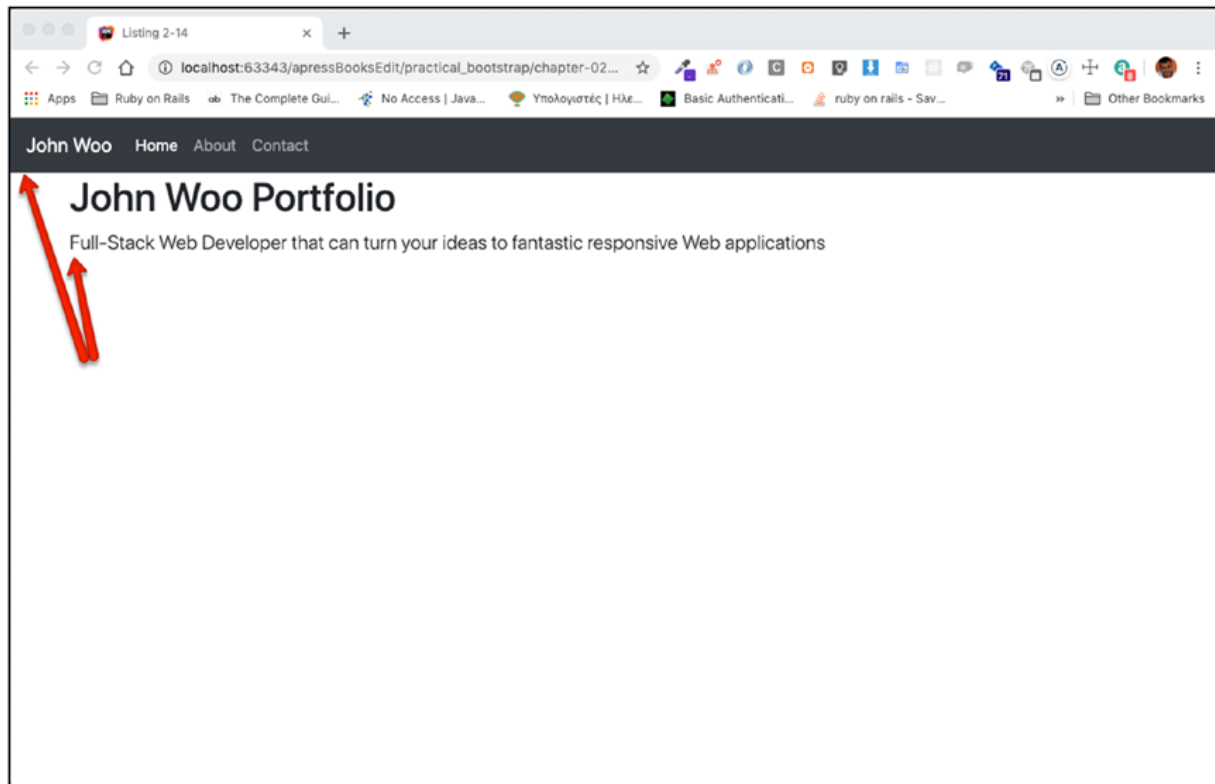 Listing 2-14
localhost:63343/apressBooksEdit/practical_bootstrap/chapter-02...
Apps Ruby on Rails ab The Complete Gui... No Access | Java... Υπολογιστές | Ηλε... Basic Authenticati... ruby on rails - Sav... » Other Bookmarks
John Woo Home About Contact
John Woo Portfolio
Full-Stack Web Developer that can turn your ideas to fantastic responsive Web applications